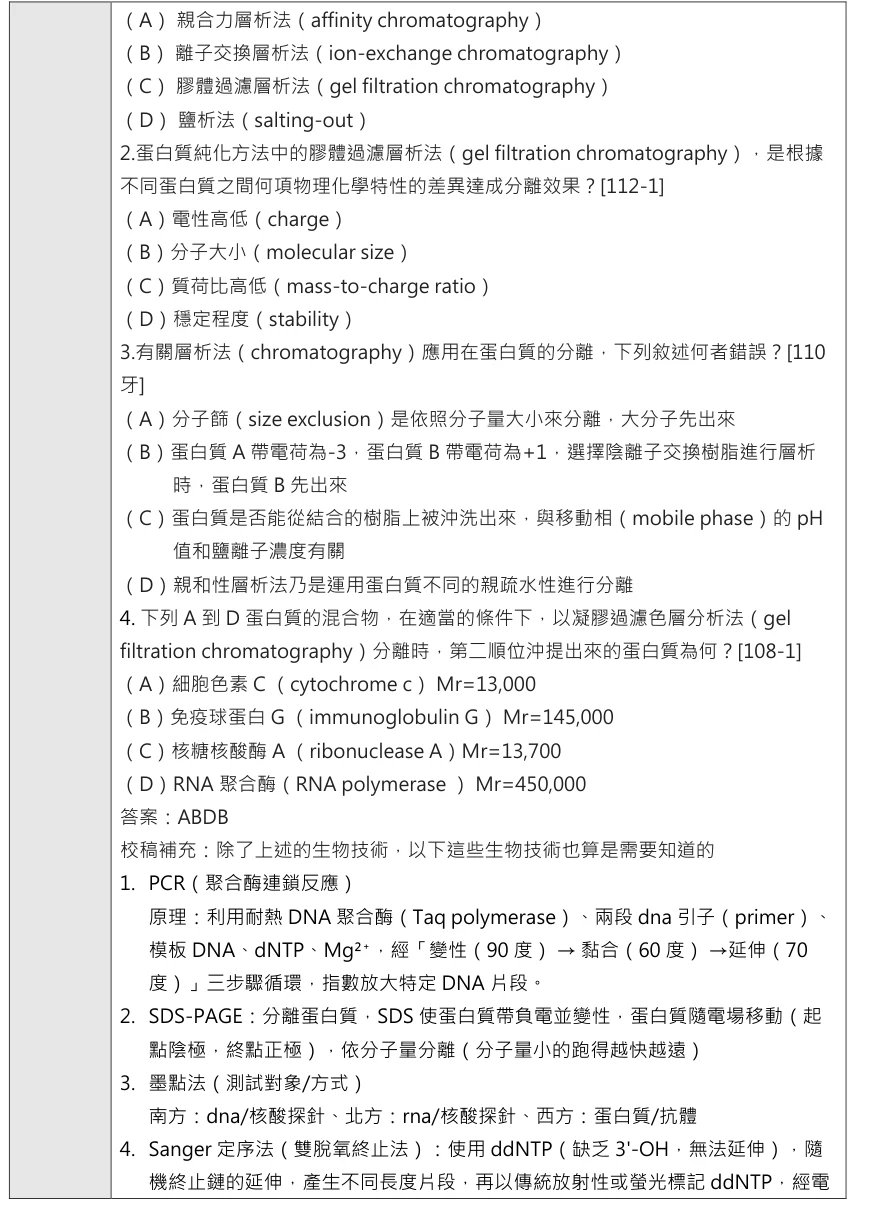 （A） 親合力層析法（affinity chromatography）
（B） 離子交換層析法（ion-exchange chromatography）
（C） 膠體過濾層析法（gel filtration chromatography）
（D） 鹽析法（salting-out）
2.蛋白質純化方法中的膠體過濾層析法（gel filtration chromatography），是根據
不同蛋白質之間何項物理化學特性的差異達成分離效果？[112-1]
（A）電性高低（charge）
（B）分子大小（molecular size）
（C）質荷比高低（mass-to-charge ratio）
（D）穩定程度（stability）
3.有關層析法（chromatography）應用在蛋白質的分離，下列敘述何者錯誤？[110
牙]
（A）分子篩（size exclusion）是依照分子量大小來分離，大分子先出來
（B）蛋白質 A 帶電荷為-3，蛋白質 B 帶電荷為+1，選擇陰離子交換樹脂進行層析
時，蛋白質 B 先出來
（C）蛋白質是否能從結合的樹脂上被沖洗出來，與移動相（mobile phase）的 pH
值和鹽離子濃度有關
（D）親和性層析法乃是運用蛋白質不同的親疏水性進行分離
4. 下列 A 到 D 蛋白質的混合物，在適當的條件下，以凝膠過濾色層分析法（gel
filtration chromatography）分離時，第二順位沖提出來的蛋白質為何？[108-1]
（A）細胞色素 C （cytochrome c） Mr=13,000
（B）免疫球蛋白 G （immunoglobulin G） Mr=145,000
（C）核糖核酸酶 A （ribonuclease A）Mr=13,700
（D）RNA 聚合酶（RNA polymerase ） Mr=450,000
答案：ABDB
校稿補充：除了上述的生物技術，以下這些生物技術也算是需要知道的
1. PCR（聚合酶連鎖反應）
原理：利用耐熱 DNA 聚合酶（Taq polymerase）、兩段 dna 引子（primer）、
模板 DNA、dNTP、Mg²⁺，經「變性（90 度） → 黏合（60 度） →延伸（70
度）」三步驟循環，指數放大特定 DNA 片段。
2. SDS-PAGE：分離蛋白質，SDS 使蛋白質帶負電並變性，蛋白質隨電場移動（起
點陰極，終點正極），依分子量分離（分子量小的跑得越快越遠）
3. 墨點法（測試對象/方式）
南方：dna/核酸探針、北方：rna/核酸探針、西方：蛋白質/抗體
4. Sanger 定序法（雙脫氧終止法）：使用 ddNTP（缺乏 3'-OH，無法延伸），隨
機終止鏈的延伸，產生不同長度片段，再以傳統放射性或螢光標記 ddNTP，經電